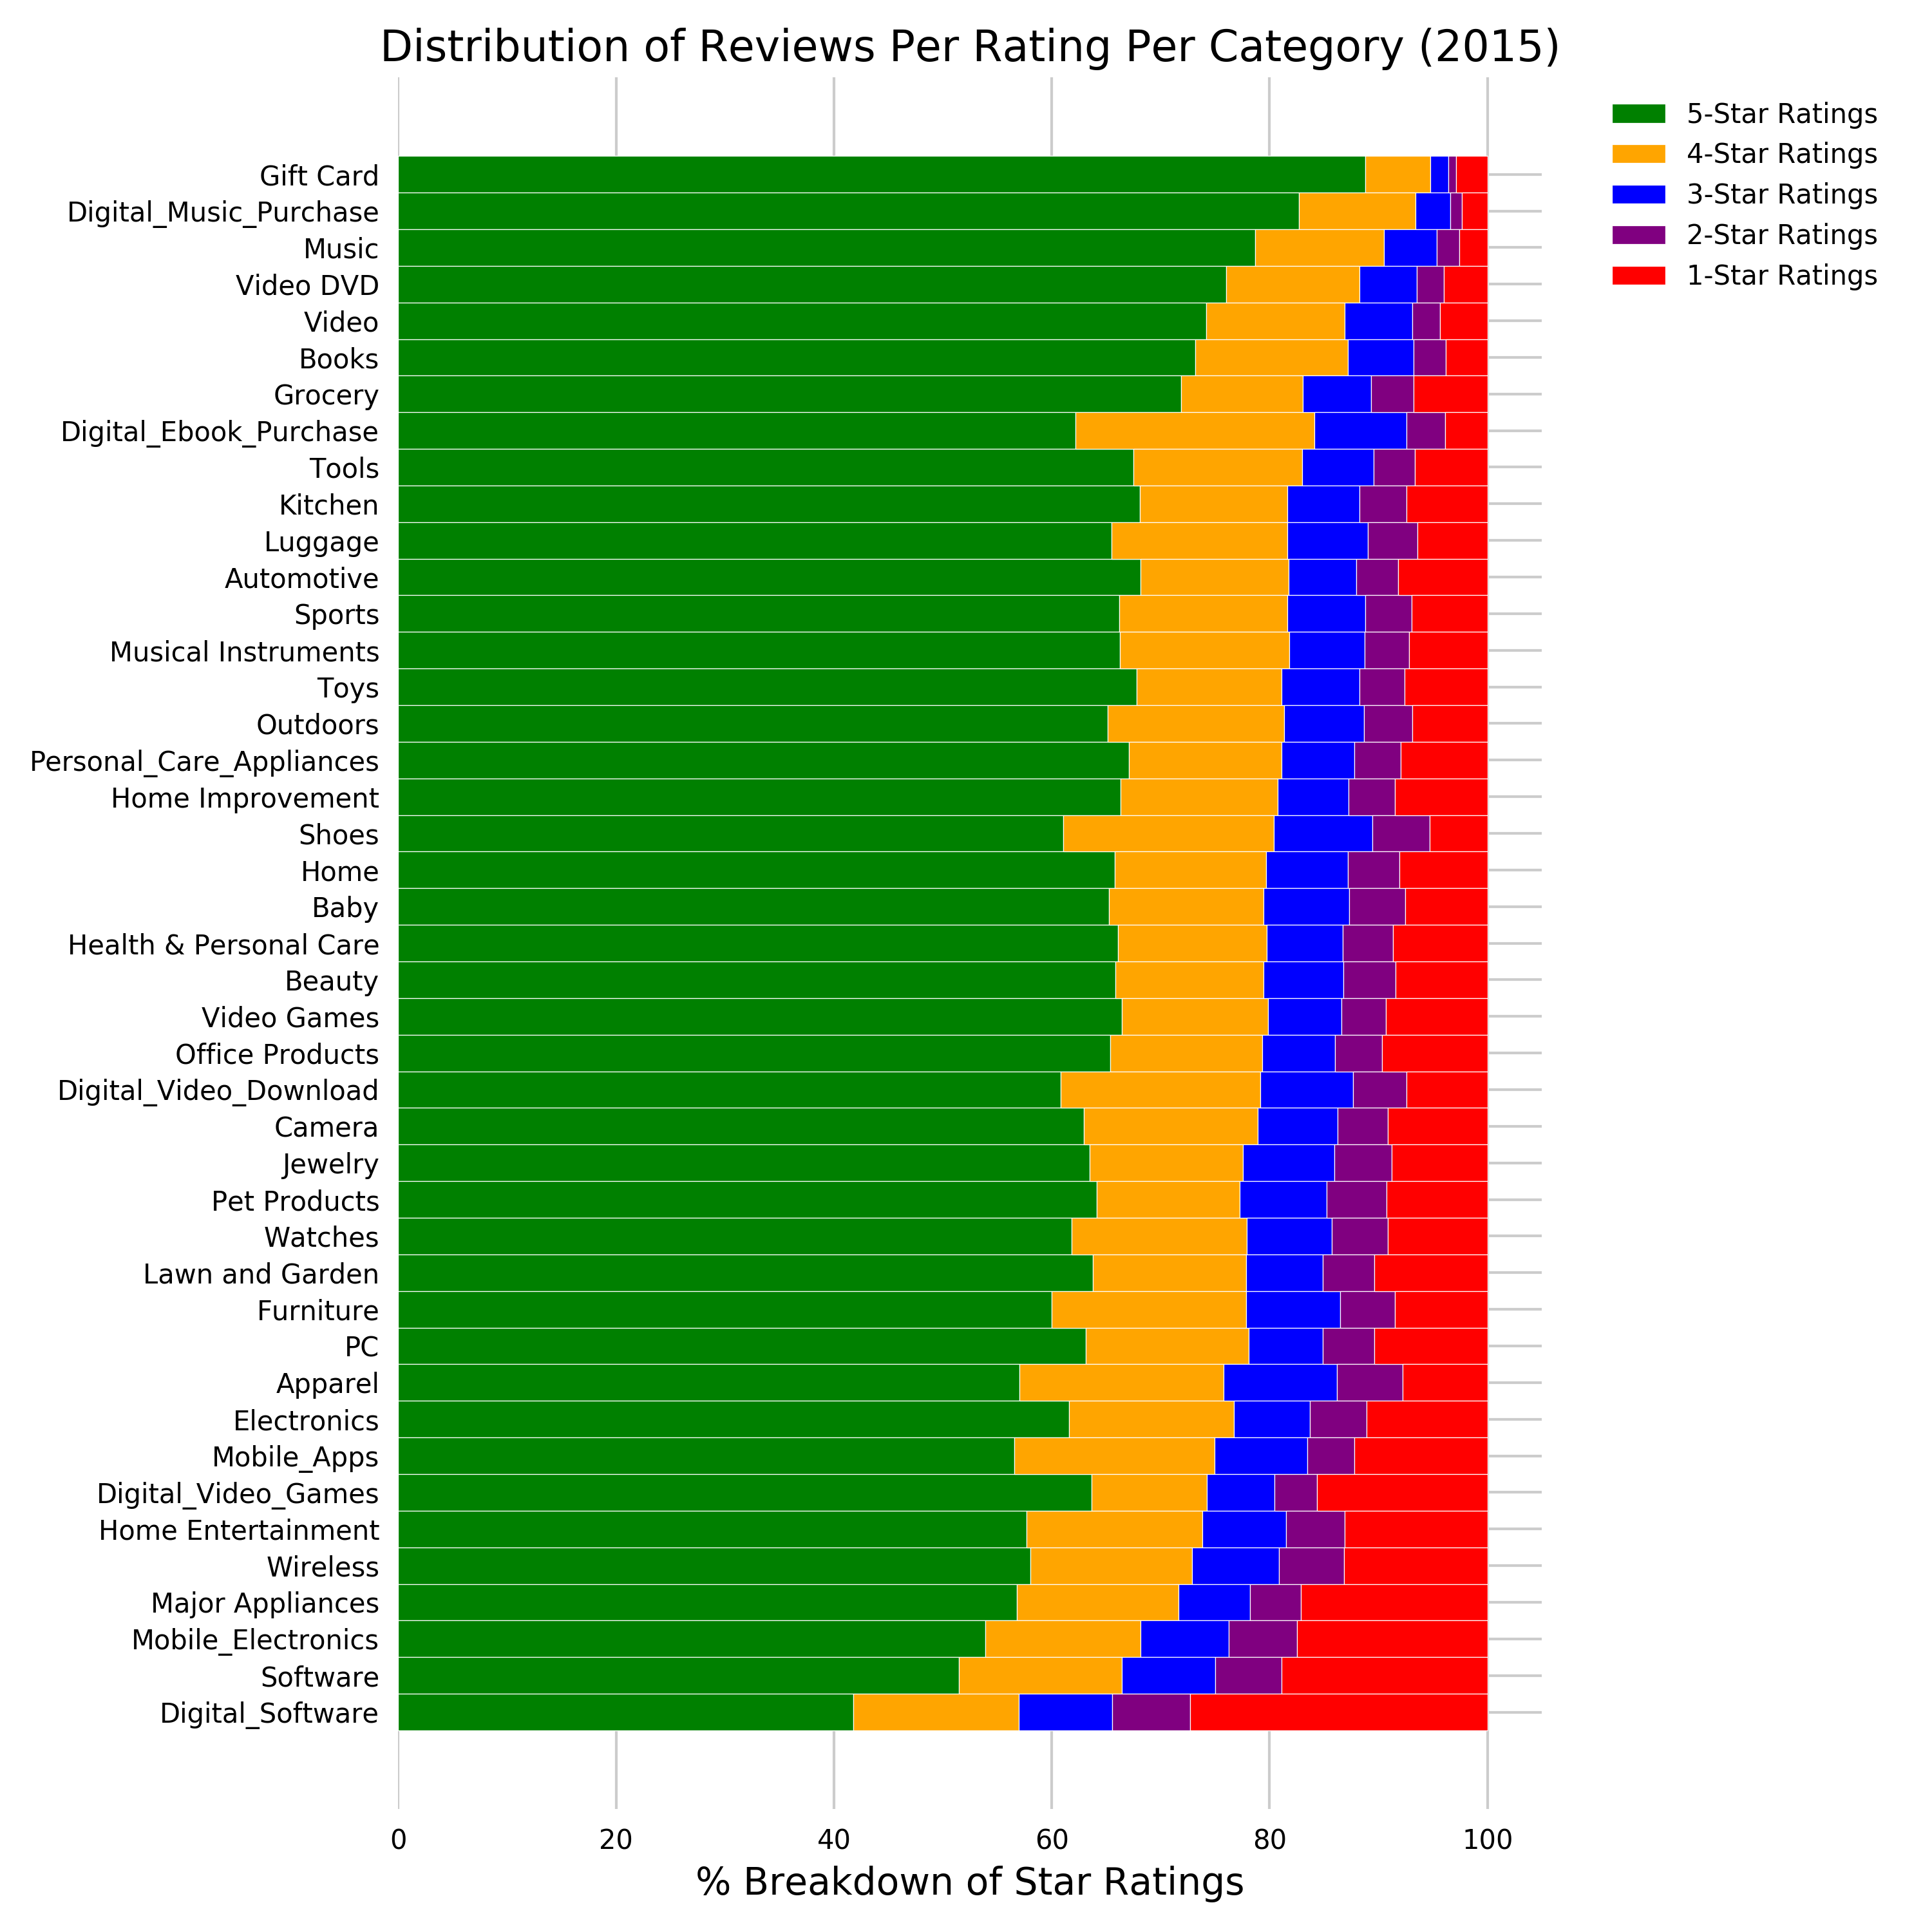 Distribution of Reviews Per Rating Per Category (2015)
5-Star Ratings
4-Star Ratings
3-Star Ratings
2-Star Ratings
1-Star Ratings
Gift Card
Digital_Music_Purchase
Music
Video DVD
Video
Books
Grocery
Digital_Ebook_Purchase
Tools
Kitchen
Luggage
Automotive
Sports
Musical Instruments
Toys
Outdoors
Personal_Care_Appliances
Home Improvement
Shoes
Home
Baby
Health & Personal Care
Beauty
Video Games
Office Products
Digital_Video_Download
Camera
Jewelry
Pet Products
Watches
Lawn and Garden
Furniture
PC
Apparel
Electronics
Mobile_Apps
Digital_Video_Games
Home Entertainment
Wireless
Major Appliances
Mobile_Electronics
Software
Digital_Software
0 20 40 60 80 100
% Breakdown of Star Ratings